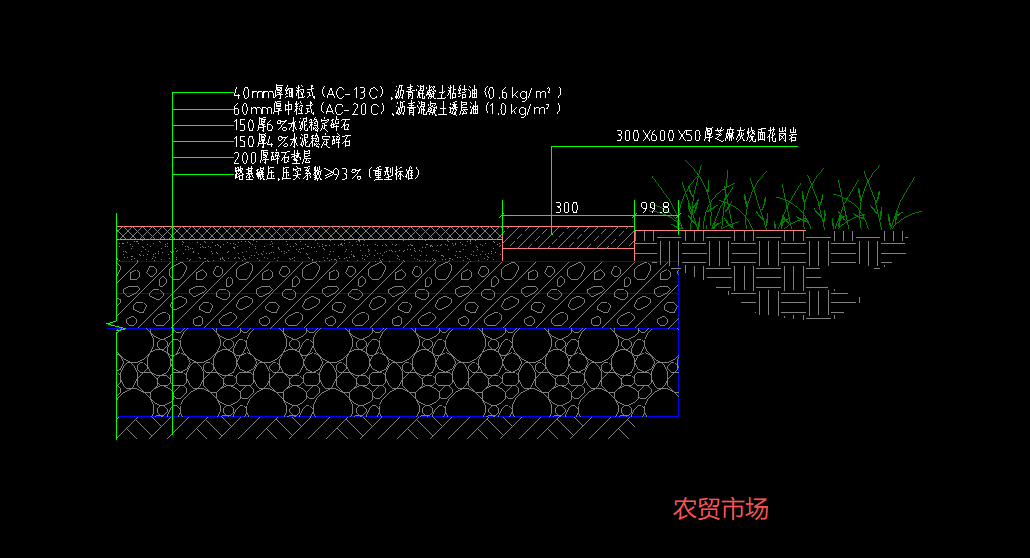 40mm厚细粒式(AC-13C),沥青混凝土粘结油(0.6kg/m²)
60mm厚中粒式(AC-20C),沥青混凝土透层油(1.0kg/m²)
150厚6%水泥稳定碎石
150厚4%水泥稳定碎石
200厚碎石垫层
路基碾压,压实系数≥93%(重型标准)
300X600X50厚芝麻灰烧面花岗岩
300
99.8
农贸市场